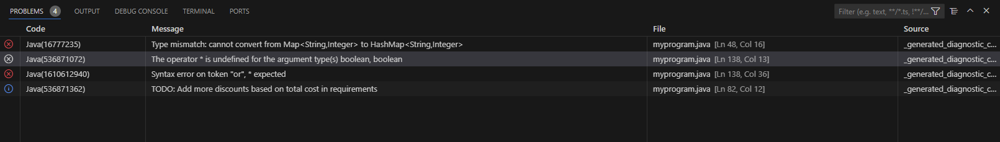 PROBLEMS 4 OUTPUT DEBUG CONSOLE TERMINAL PORTS Filter (e.g. text, **/*.ts, !**/...
Code Message File Source
Java(16777235) Type mismatch: cannot convert from Map<String,Integer> to HashMap<String,Integer> myprogram.java [Ln 48, Col 16] _generated_diagnostic_c...
Java(536871072) The operator * is undefined for the argument type(s) boolean, boolean myprogram.java [Ln 138, Col 13] _generated_diagnostic_c...
Java(1610612940) Syntax error on token "or", * expected myprogram.java [Ln 138, Col 36] _generated_diagnostic_c...
Java(536871362) TODO: Add more discounts based on total cost in requirements myprogram.java [Ln 82, Col 12] _generated_diagnostic_c...